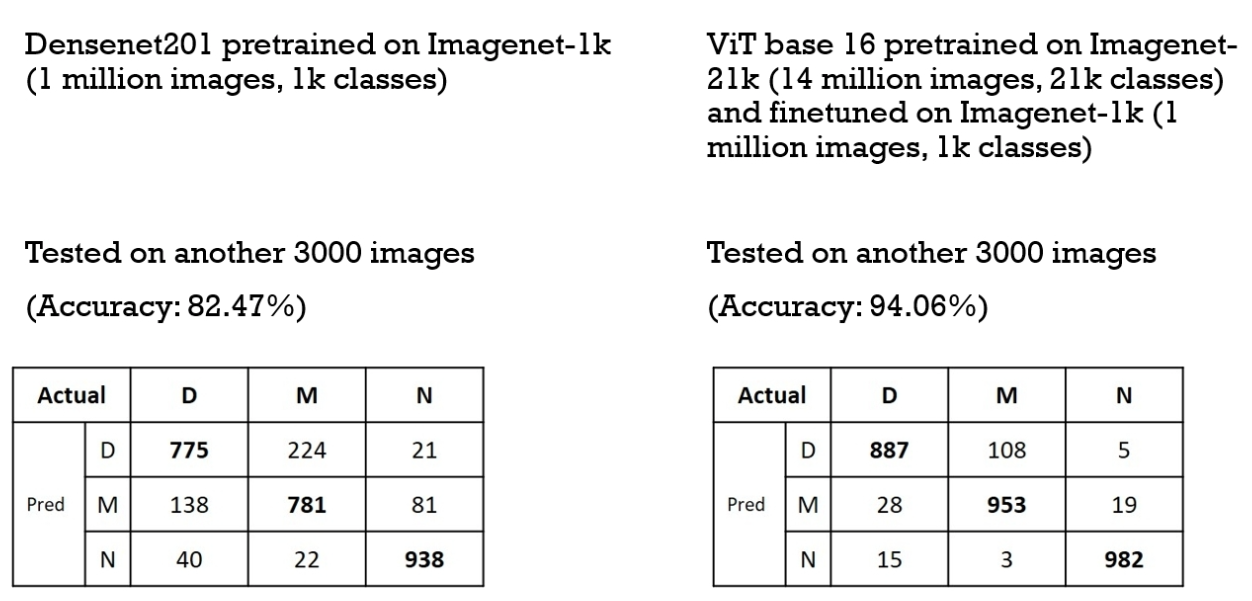 Densenet201 pretrained on Imagenet-1k
(1 million images, 1k classes)
Tested on another 3000 images
(Accuracy: 82.47%)
Actual D M N
D 775 224 21
Pred M 138 781 81
N 40 22 938
ViT base 16 pretrained on Imagenet-
21k (14 million images, 21k classes)
and finetuned on Imagenet-1k (1
million images, 1k classes)
Tested on another 3000 images
(Accuracy: 94.06%)
Actual D M N
D 887 108 5
Pred M 28 953 19
N 15 3 982